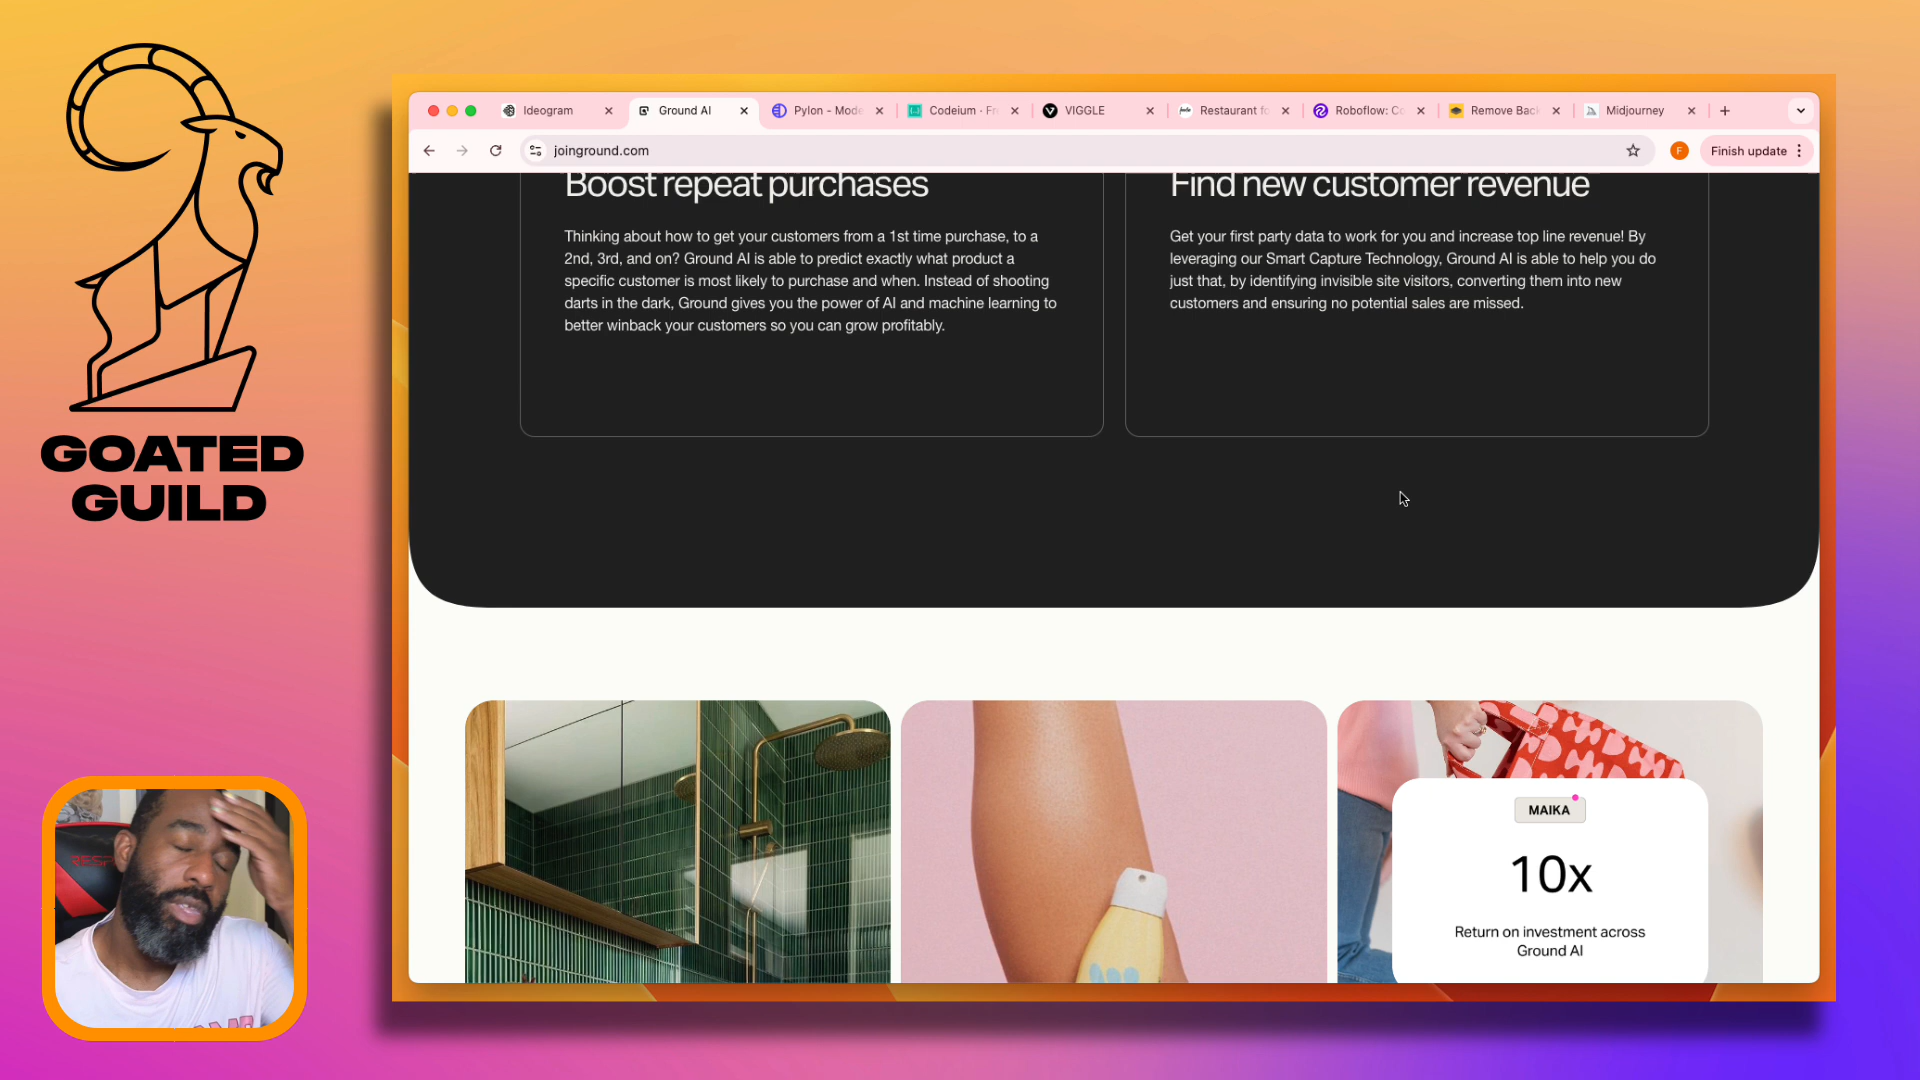 GOATED
GUILD
Ideogram
Ground AI
Pylon - Mode
Codeium · Fr
VIGGLE
Restaurant fo
Roboflow: Co
Remove Back
Midjourney
joinground.com
F
Finish update
Boost repeat purchases
Thinking about how to get your customers from a 1st time purchase, to a
2nd, 3rd, and on? Ground AI is able to predict exactly what product a
specific customer is most likely to purchase and when. Instead of shooting
darts in the dark, Ground gives you the power of AI and machine learning to
better winback your customers so you can grow profitably.
Find new customer revenue
Get your first party data to work for you and increase top line revenue! By
leveraging our Smart Capture Technology, Ground AI is able to help you do
just that, by identifying invisible site visitors, converting them into new
customers and ensuring no potential sales are missed.
MAIKA
10x
Return on investment across
Ground AI